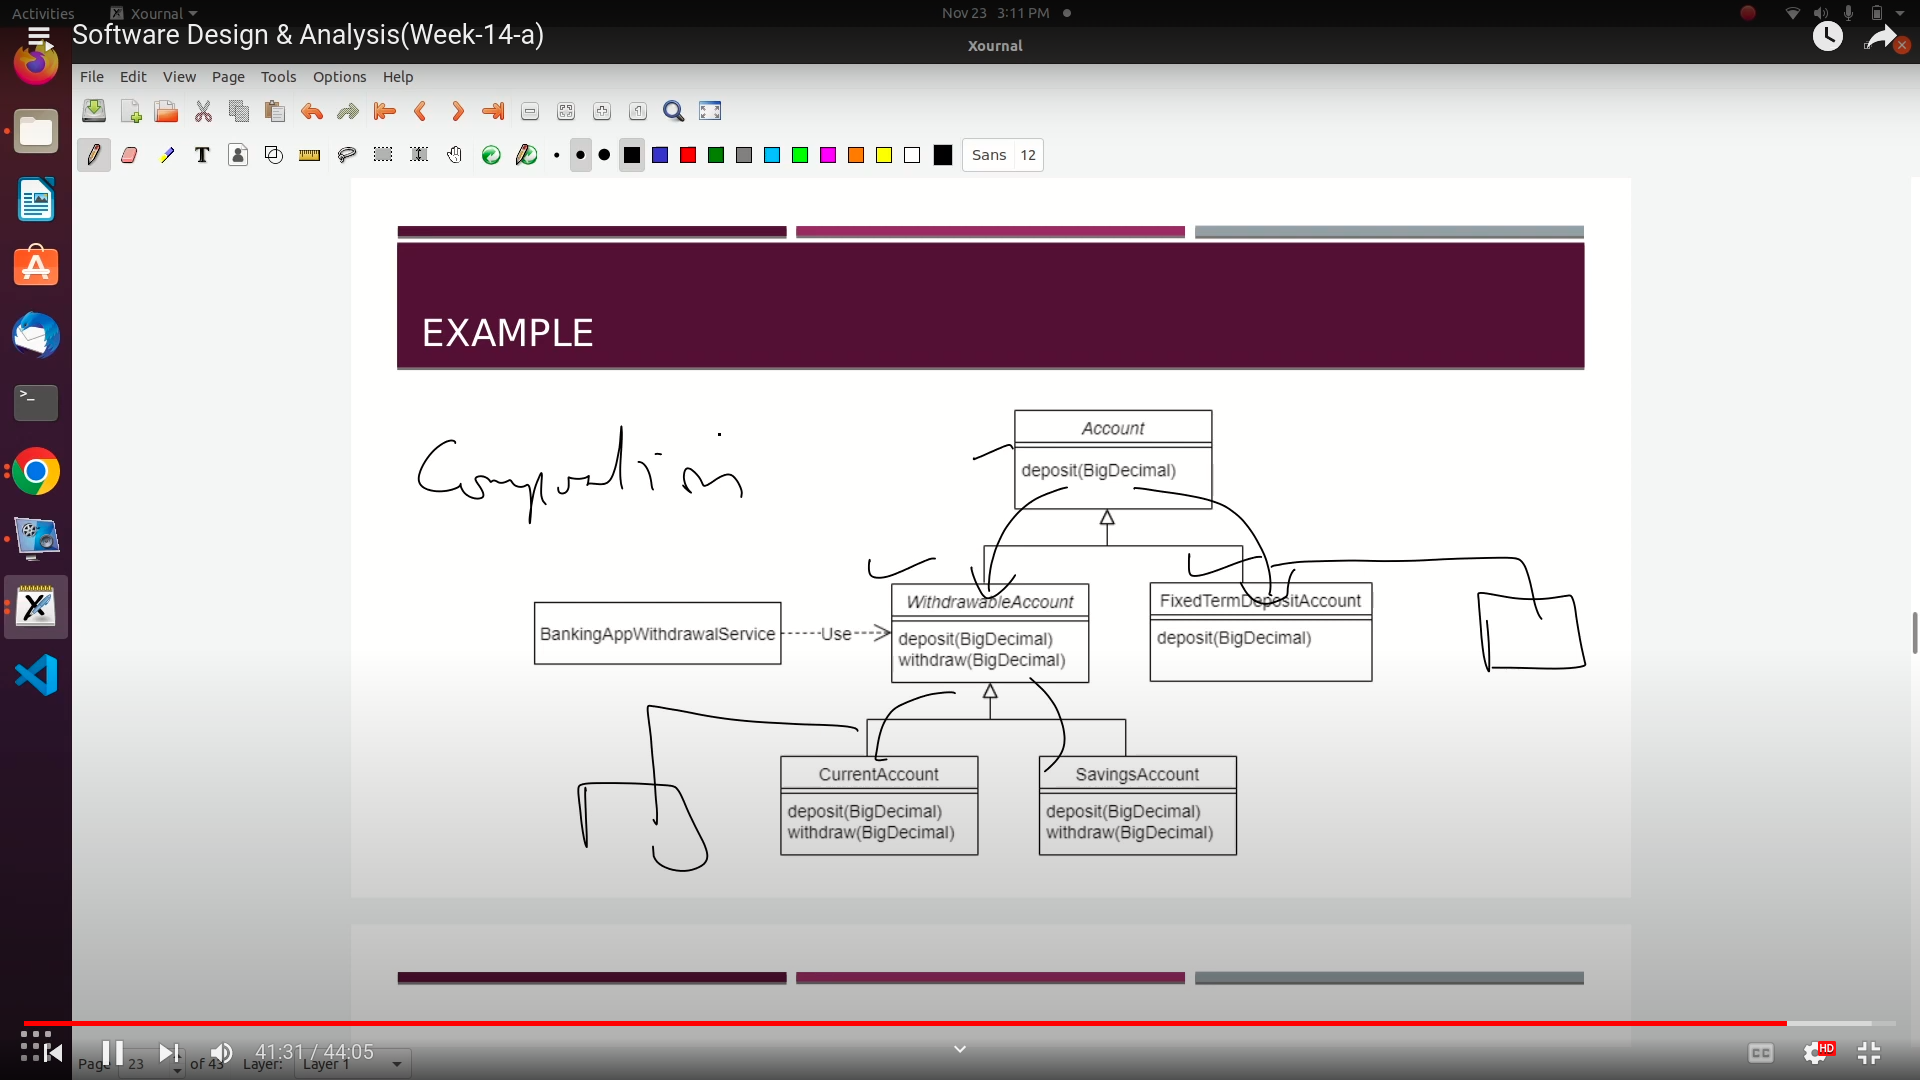 Activities Xournal Nov 23 3:11 PM
Software Design & Analysis(Week-14-a)
Xournal
File Edit View Page Tools Options Help
Sans 12
EXAMPLE
Account
deposit(BigDecimal)
WithdrawableAccount
deposit(BigDecimal)
withdraw(BigDecimal)
FixedTermDepositAccount
deposit(BigDecimal)
BankingAppWithdrawalService
Use
CurrentAccount
deposit(BigDecimal)
withdraw(BigDecimal)
SavingsAccount
deposit(BigDecimal)
withdraw(BigDecimal)
41:31 / 44:05
CC
HD
Page 23 of 43 Layer: Layer 1